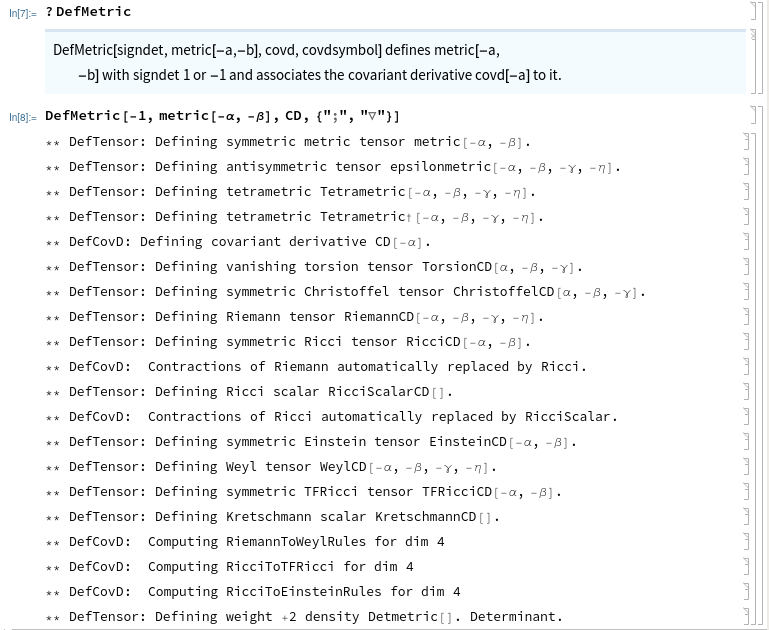 In[7]:= ? DefMetric
DefMetric[signdet, metric[−a,−b], covd, covdsymbol] defines metric[−a,
−b] with signdet 1 or −1 and associates the covariant derivative covd[−a] to it.
In[8]:= DefMetric[-1, metric[-α, -β], CD, {";", "▽"}]
** DefTensor: Defining symmetric metric tensor metric[-α, -β].
** DefTensor: Defining antisymmetric tensor epsilonmetric[-α, -β, -γ, -η].
** DefTensor: Defining tetrametric Tetrametric[-α, -β, -γ, -η].
** DefTensor: Defining tetrametric Tetrametric†[-α, -β, -γ, -η].
** DefCovD: Defining covariant derivative CD[-α].
** DefTensor: Defining vanishing torsion tensor TorsionCD[α, -β, -γ].
** DefTensor: Defining symmetric Christoffel tensor ChristoffelCD[α, -β, -γ].
** DefTensor: Defining Riemann tensor RiemannCD[-α, -β, -γ, -η].
** DefTensor: Defining symmetric Ricci tensor RicciCD[-α, -β].
** DefCovD:  Contractions of Riemann automatically replaced by Ricci.
** DefTensor: Defining Ricci scalar RicciScalarCD[].
** DefCovD:  Contractions of Ricci automatically replaced by RicciScalar.
** DefTensor: Defining symmetric Einstein tensor EinsteinCD[-α, -β].
** DefTensor: Defining Weyl tensor WeylCD[-α, -β, -γ, -η].
** DefTensor: Defining symmetric TFRicci tensor TFRicciCD[-α, -β].
** DefTensor: Defining Kretschmann scalar KretschmannCD[].
** DefCovD:  Computing RiemannToWeylRules for dim 4
** DefCovD:  Computing RicciToTFRicci for dim 4
** DefCovD:  Computing RicciToEinsteinRules for dim 4
** DefTensor: Defining weight +2 density Detmetric[]. Determinant.